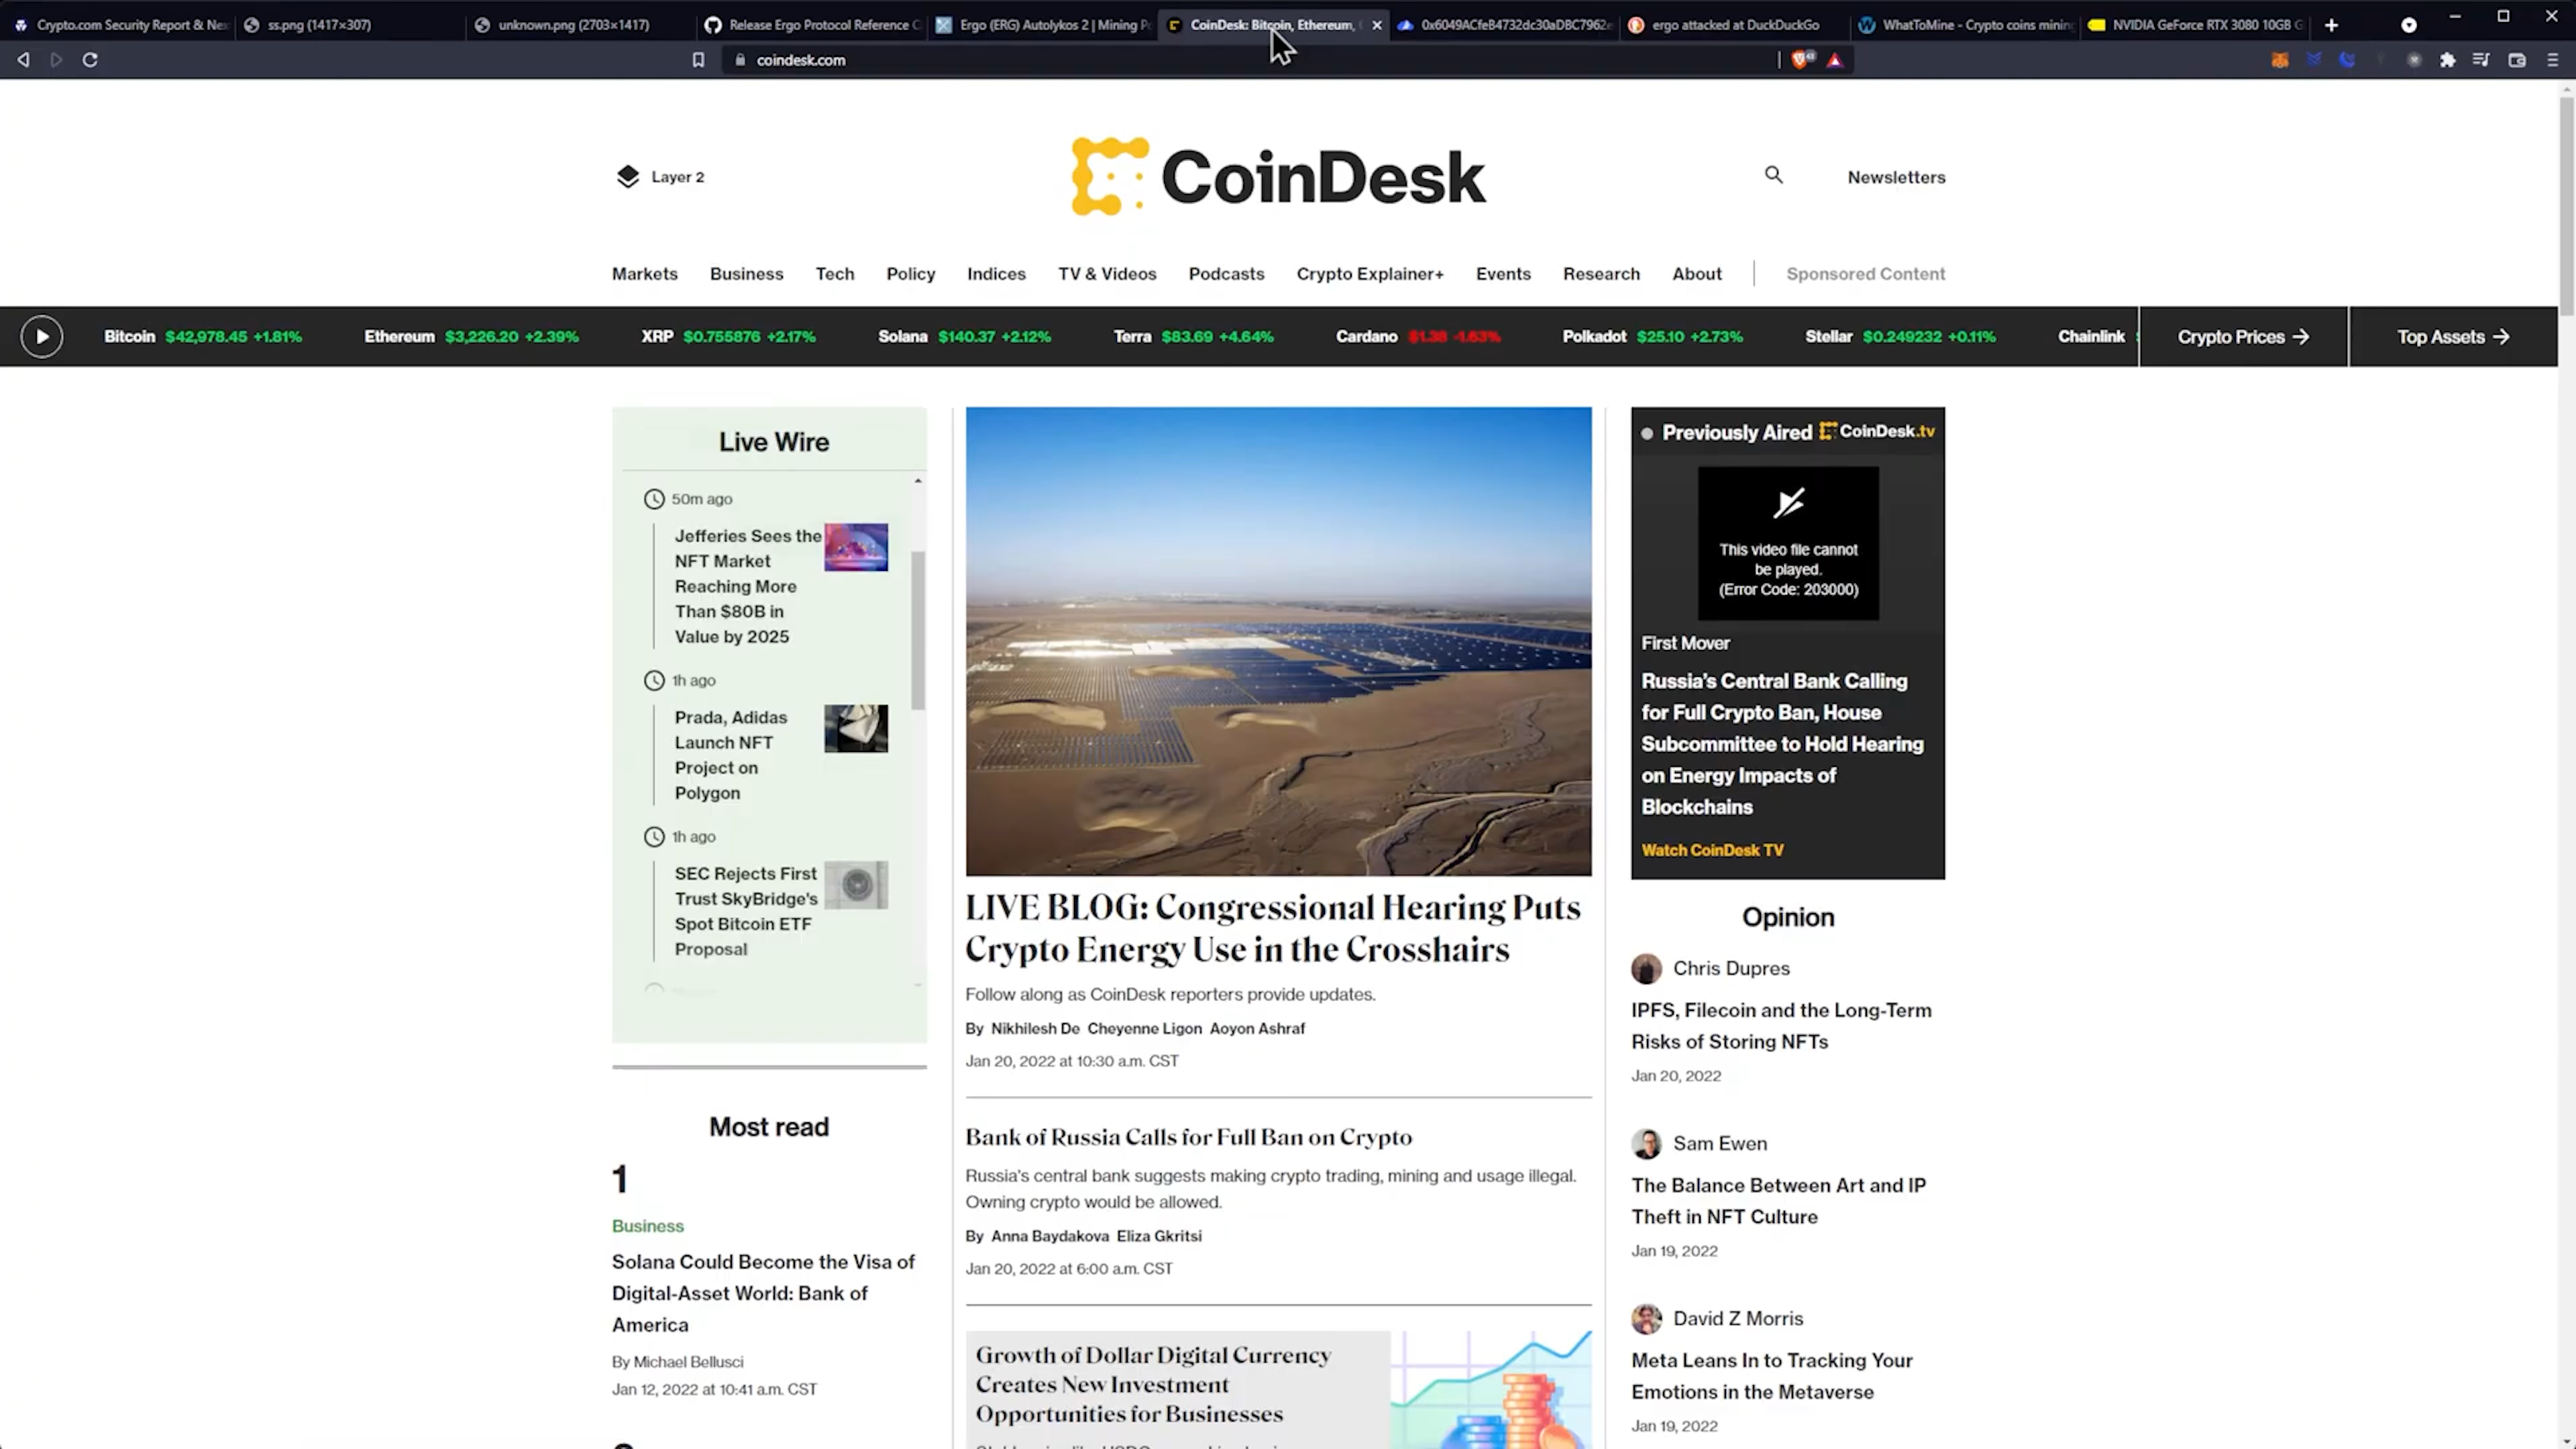 Crypto.com Security Report & Ne
ss.png (1417×307)
unknown.png (2703×1417)
Release Ergo Protocol Reference C
Ergo (ERG) Autolykos 2 | Mining P
CoinDesk: Bitcoin, Ethereum,
0x6049ACfeB4732dc30aDBC7962
ergo attacked at DuckDuckGo
WhatToMine - Crypto coins mining
NVIDIA GeForce RTX 3080 10GB G
coindesk.com
Layer 2
CoinDesk
Newsletters
Markets Business Tech Policy Indices TV & Videos Podcasts Crypto Explainer+ Events Research About Sponsored Content
Bitcoin $42,978.45 +1.81% Ethereum $3,226.20 +2.39% XRP $0.755876 +2.17% Solana $140.37 +2.12% Terra $83.69 +4.64% Cardano $1.38 -1.63% Polkadot $25.10 +2.73% Stellar $0.249232 +0.11% Chainlink Crypto Prices → Top Assets →
Live Wire
50m ago
Jefferies Sees the
NFT Market
Reaching More
Than $80B in
Value by 2025
1h ago
Prada, Adidas
Launch NFT
Project on
Polygon
1h ago
SEC Rejects First
Trust SkyBridge's
Spot Bitcoin ETF
Proposal
Most read
1
Business
Solana Could Become the Visa of
Digital-Asset World: Bank of
America
By Michael Bellusci
Jan 12, 2022 at 10:41 a.m. CST
LIVE BLOG: Congressional Hearing Puts
Crypto Energy Use in the Crosshairs
Follow along as CoinDesk reporters provide updates.
By Nikhilesh De Cheyenne Ligon Aoyon Ashraf
Jan 20, 2022 at 10:30 a.m. CST
Bank of Russia Calls for Full Ban on Crypto
Russia's central bank suggests making crypto trading, mining and usage illegal.
Owning crypto would be allowed.
By Anna Baydakova Eliza Gkritsi
Jan 20, 2022 at 6:00 a.m. CST
Growth of Dollar Digital Currency
Creates New Investment
Opportunities for Businesses
Previously Aired CoinDesk.tv
This video file cannot
be played.
(Error Code: 203000)
First Mover
Russia's Central Bank Calling
for Full Crypto Ban, House
Subcommittee to Hold Hearing
on Energy Impacts of
Blockchains
Watch CoinDesk TV
Opinion
Chris Dupres
IPFS, Filecoin and the Long-Term
Risks of Storing NFTs
Jan 20, 2022
Sam Ewen
The Balance Between Art and IP
Theft in NFT Culture
Jan 19, 2022
David Z Morris
Meta Leans In to Tracking Your
Emotions in the Metaverse
Jan 19, 2022